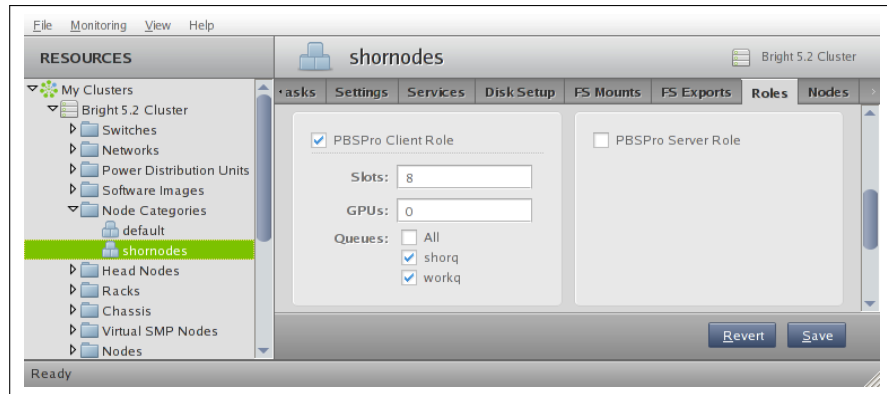 File Monitoring View Help
RESOURCES
My Clusters
Bright 5.2 Cluster
Switches
Networks
Power Distribution Units
Software Images
Node Categories
default
shornodes
Head Nodes
Racks
Chassis
Virtual SMP Nodes
Nodes
shornodes
Bright 5.2 Cluster
asks Settings Services Disk Setup FS Mounts FS Exports Roles Nodes
PBSPro Client Role
Slots: 8
GPUs: 0
Queues: All
shorq
workq
PBSPro Server Role
Revert Save
Ready